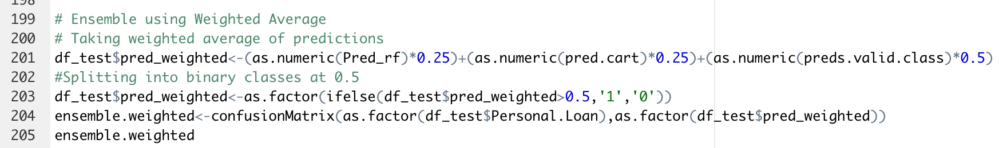 198
199 # Ensemble using Weighted Average
200 # Taking weighted average of predictions
201 df_test$pred_weighted<-(as.numeric(Pred_rf)*0.25)+(as.numeric(pred.cart)*0.25)+(as.numeric(preds.valid.class)*0.5)
202 #Splitting into binary classes at 0.5
203 df_test$pred_weighted<-as.factor(ifelse(df_test$pred_weighted>0.5,'1','0'))
204 ensemble.weighted<-confusionMatrix(as.factor(df_test$Personal.Loan),as.factor(df_test$pred_weighted))
205 ensemble.weighted